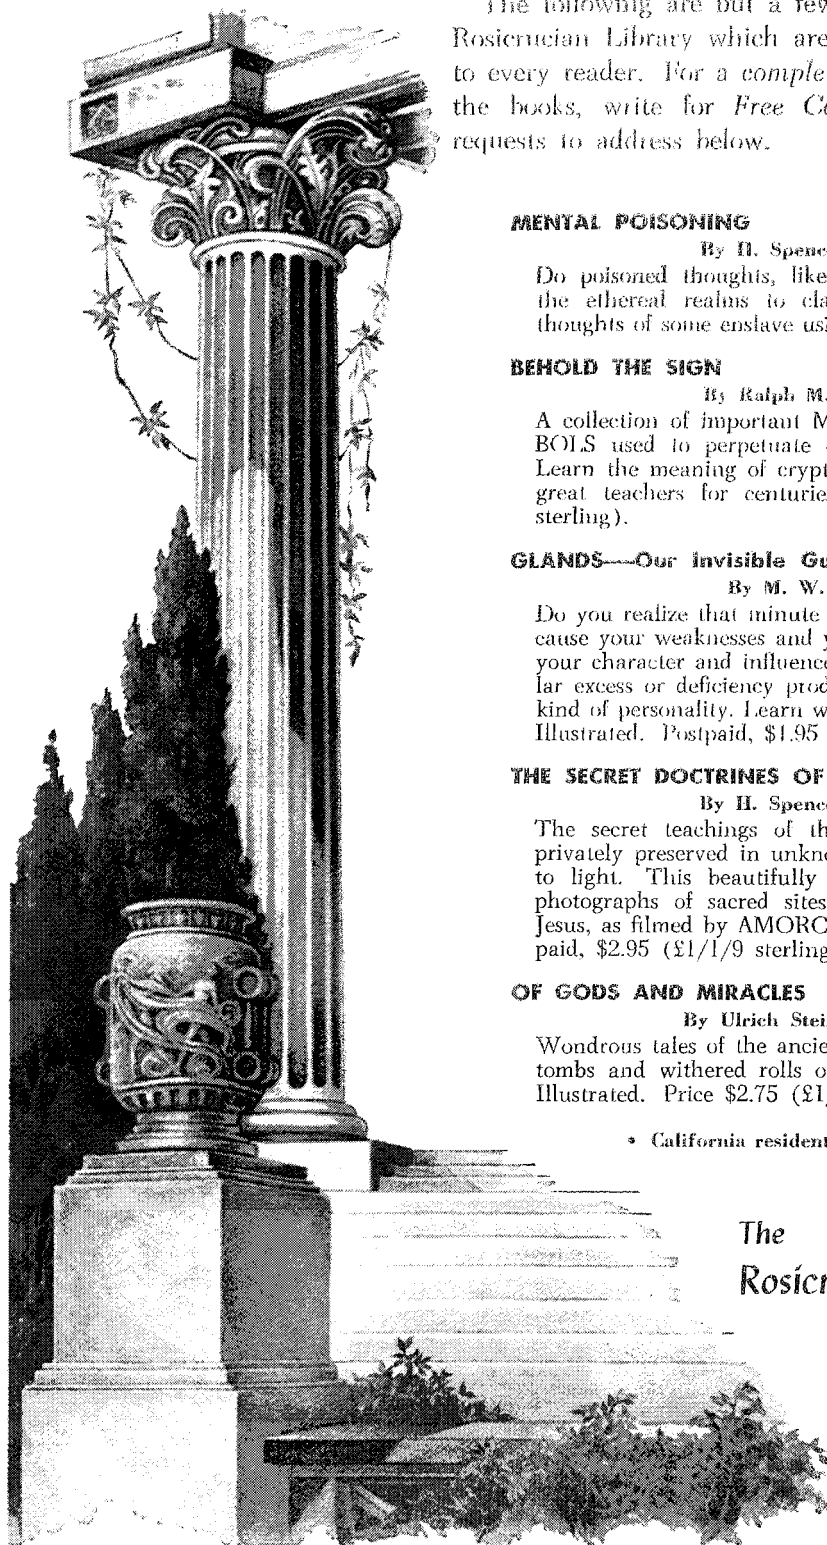 The following are but a few
Rosicrucian Library which are
to every reader. For a comple
the books, write for Free Ca
requests to address below.
MENTAL POISONING
By H. Spenc
Do poisoned thoughts, like
the ethereal realms to cla
thoughts of some enslave us?
BEHOLD THE SIGN
By Ralph M.
A collection of important M
BOLS used to perpetuate
Learn the meaning of crypt
great teachers for centurie
sterling).
GLANDS—Our Invisible Gu
By M. W.
Do you realize that minute
cause your weaknesses and y
your character and influence
lar excess or deficiency prod
kind of personality. Learn w
Illustrated. Postpaid, $1.95
THE SECRET DOCTRINES OF
By H. Spenc
The secret teachings of th
privately preserved in unkno
to light. This beautifully
photographs of sacred sites
Jesus, as filmed by AMORC
paid, $2.95 (£1/1/9 sterling
OF GODS AND MIRACLES
By Ulrich Stei
Wondrous tales of the ancie
tombs and withered rolls o
Illustrated. Price $2.75 (£1
• California resident
The
Rosicr